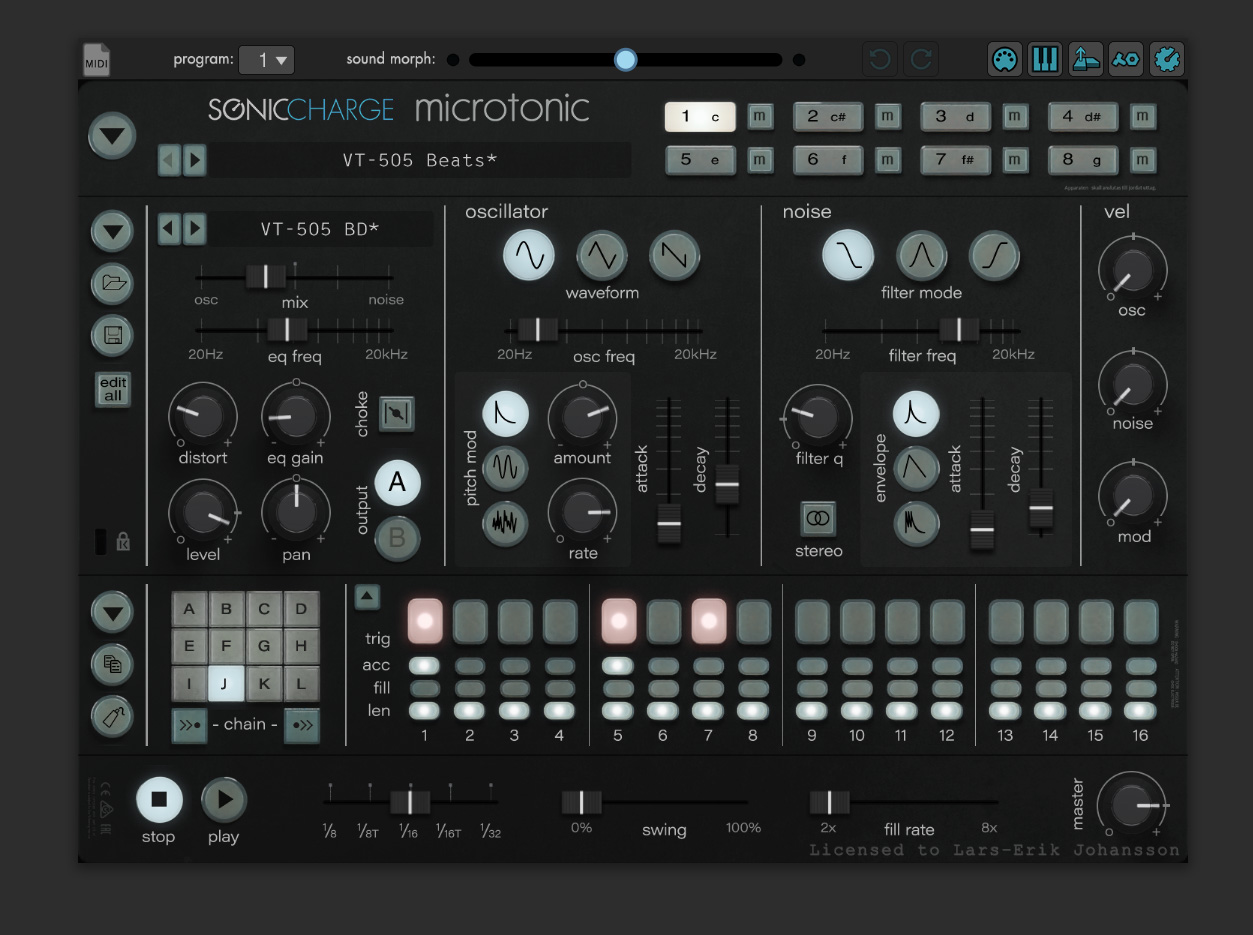 MIDI program: 1 sound morph:
SONICCHARGE microtonic
1 c m 2 c# m 3 d m 4 d# m
VT-505 Beats*
5 e m 6 f m 7 f# m 8 g m
VT-505 BD*
oscillator
noise
vel
osc mix noise
waveform
filter mode
osc
20Hz eq freq 20kHz
20Hz osc freq 20kHz
20Hz filter freq 20kHz
edit
all
choke
distort eq gain
pitch mod
amount
attack
decay
filter q
envelope
attack
decay
noise
output
A
B
level pan
rate
stereo
mod
A B C D
E F G H
I J K L
- chain -
trig
acc
fill
len
1 2 3 4 5 6 7 8 9 10 11 12 13 14 15 16
stop play
1/8 1/8T 1/16 1/16T 1/32
0% swing 100%
2x fill rate 8x
master
Licensed to Lars-Erik Johansson